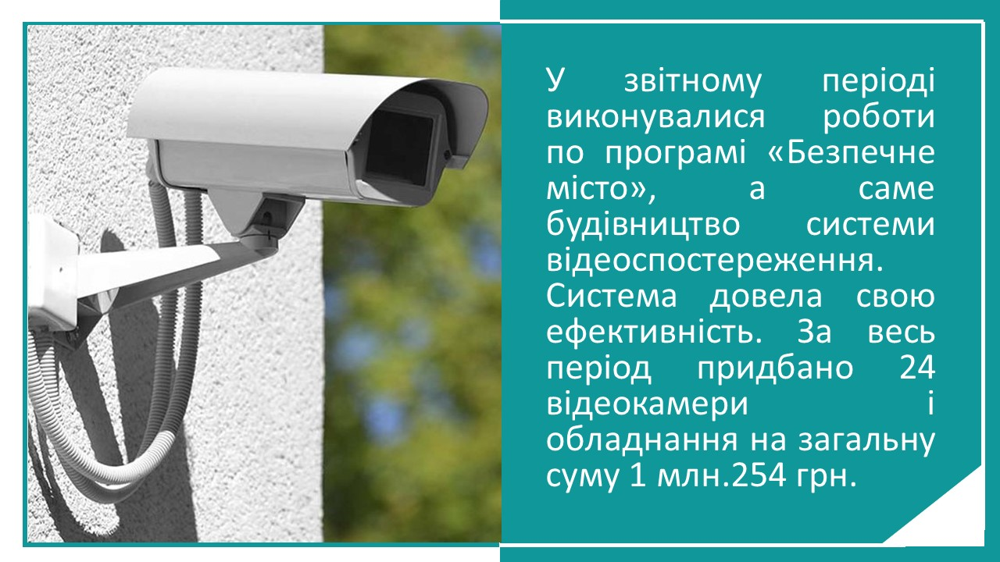 У звітному періоді
виконувалися роботи
по програмі «Безпечне
місто», а саме
будівництво системи
відеоспостереження.
Система довела свою
ефективність. За весь
період придбано 24
відеокамери і
обладнання на загальну
суму 1 млн.254 грн.